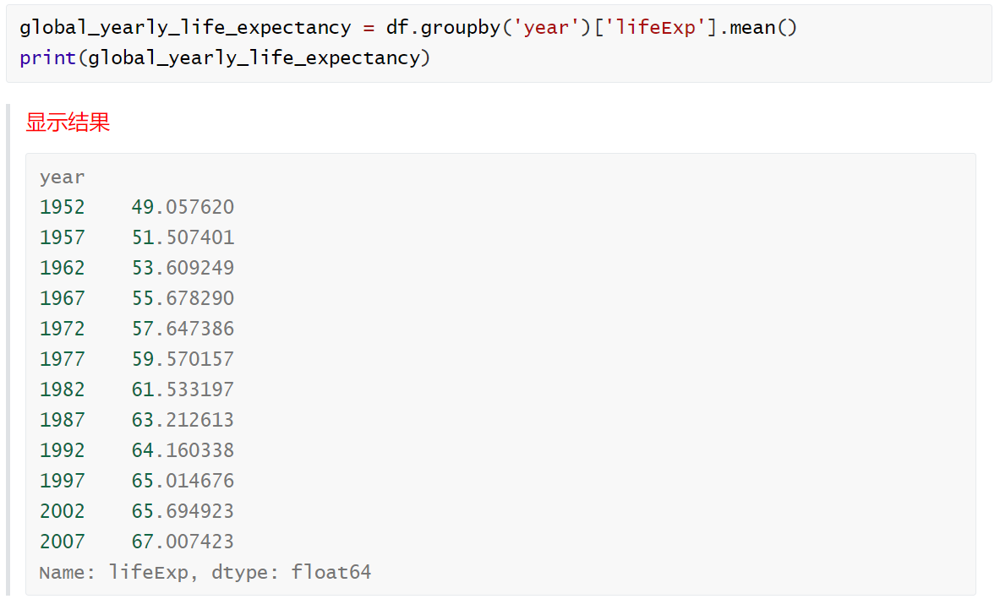 global_yearly_life_expectancy = df.groupby('year')['lifeExp'].mean()
print(global_yearly_life_expectancy)
显示结果
year
1952    49.057620
1957    51.507401
1962    53.609249
1967    55.678290
1972    57.647386
1977    59.570157
1982    61.533197
1987    63.212613
1992    64.160338
1997    65.014676
2002    65.694923
2007    67.007423
Name: lifeExp, dtype: float64